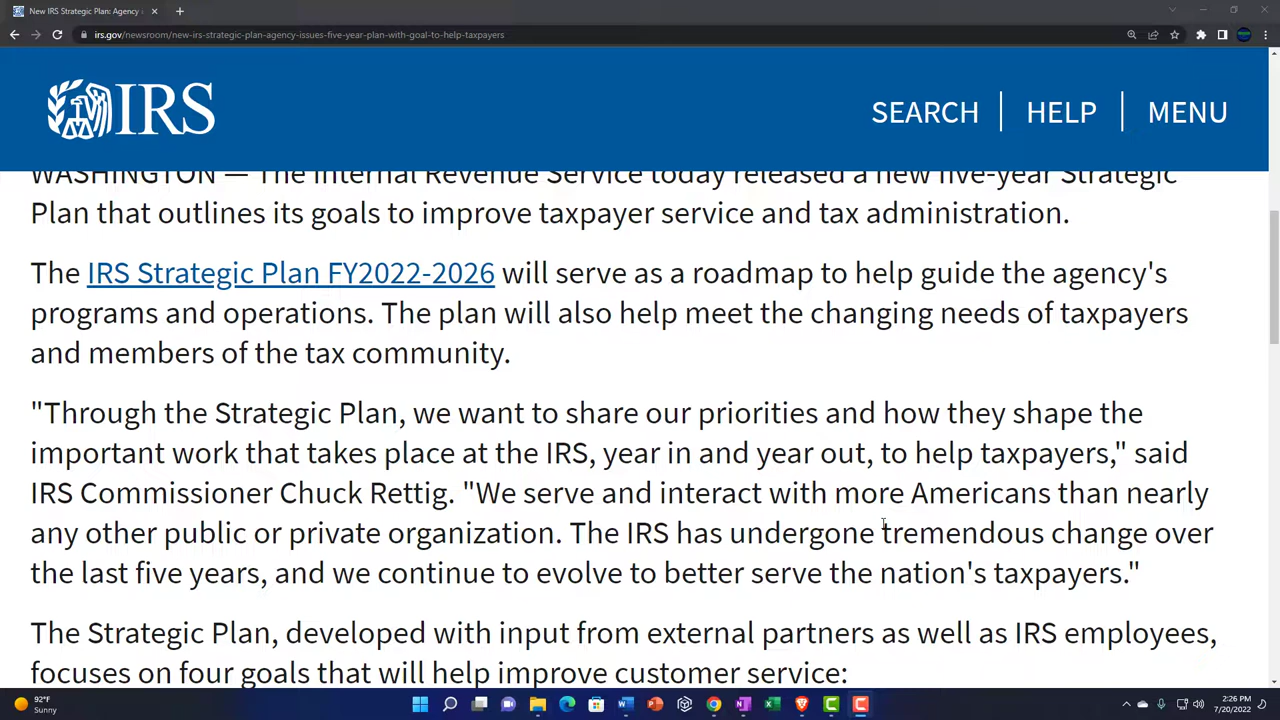 New IRS Strategic Plan: Agency
irs.gov/newsroom/new-irs-strategic-plan-agency-issues-five-year-plan-with-goal-to-help-taxpayers
IRS
SEARCH
HELP
MENU
WASHINGTON — The Internal Revenue Service today released a new five-year Strategic
Plan that outlines its goals to improve taxpayer service and tax administration.
The IRS Strategic Plan FY2022-2026 will serve as a roadmap to help guide the agency's
programs and operations. The plan will also help meet the changing needs of taxpayers
and members of the tax community.
"Through the Strategic Plan, we want to share our priorities and how they shape the
important work that takes place at the IRS, year in and year out, to help taxpayers," said
IRS Commissioner Chuck Rettig. "We serve and interact with more Americans than nearly
any other public or private organization. The IRS has undergone tremendous change over
the last five years, and we continue to evolve to better serve the nation's taxpayers."
The Strategic Plan, developed with input from external partners as well as IRS employees,
focuses on four goals that will help improve customer service:
92°F
Sunny
2:26 PM
7/20/2022